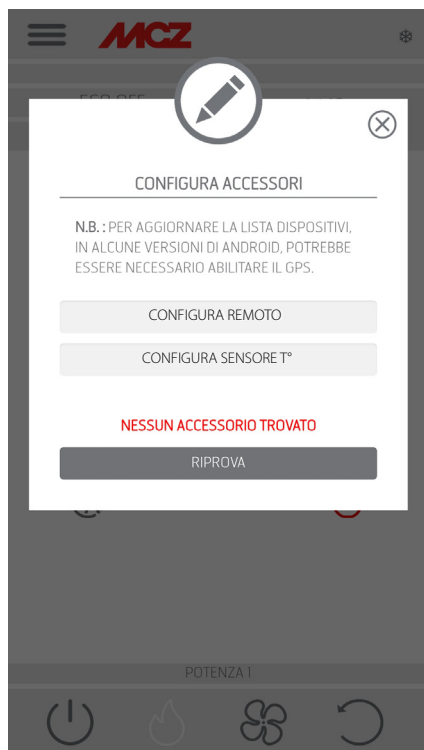 MCZ
CONFIGURA ACCESSORI
N.B. : PER AGGIORNARE LA LISTA DISPOSITIVI,
IN ALCUNE VERSIONI DI ANDROID, POTREBBE
ESSERE NECESSARIO ABILITARE IL GPS.
CONFIGURA REMOTO
CONFIGURA SENSORE T°
NESSUN ACCESSORIO TROVATO
RIPROVA
POTENZA 1